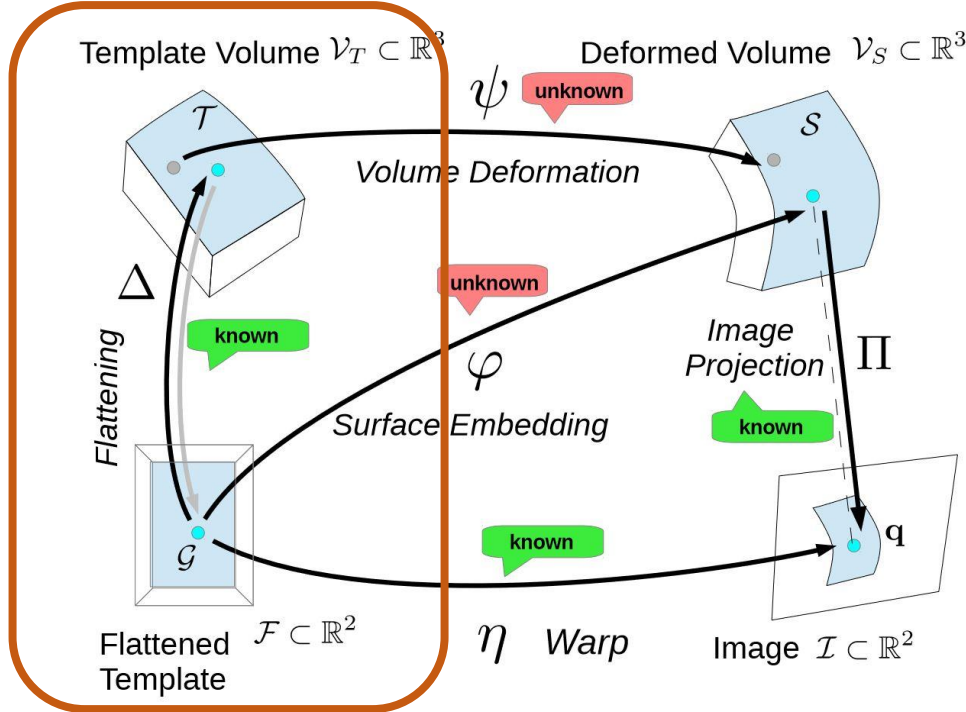 Template Volume 𝒱_T ⊂ ℝ³
Deformed Volume 𝒱_S ⊂ ℝ³
ψ
unknown
𝒯
𝒮
Volume Deformation
Δ
unknown
known
Flattening
Image
Projection
Π
φ
known
Surface Embedding
known
q
𝒢
Flattened
Template
ℱ ⊂ ℝ²
η Warp
Image ℐ ⊂ ℝ²